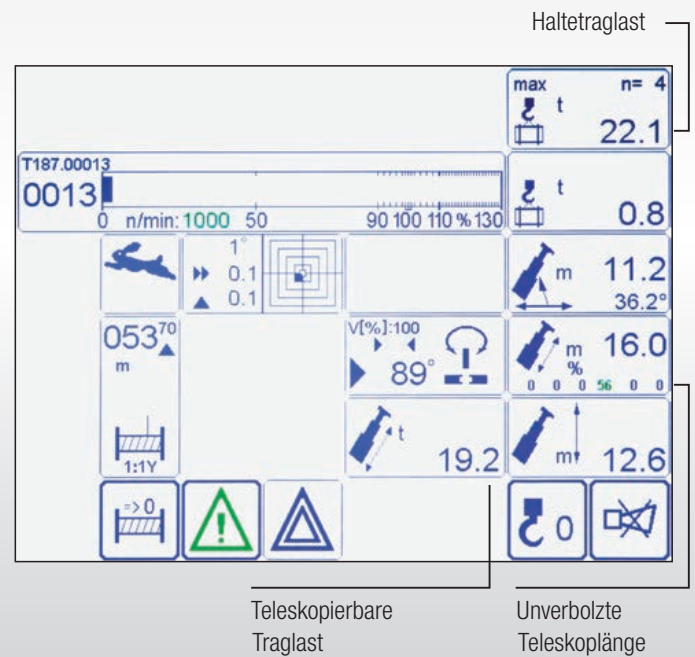 Haltetraglast
max n= 4
t
22.1
T187.00013
0013
0 n/min: 1000 50 90 100 110 % 130
t
0.8
1°
0.1
0.1
m 11.2
36.2°
053 70
m
1:1Y
V[%]:100
89°
m 16.0
%
0 0 0 56 0 0
t
19.2
m 12.6
=>0
0
Teleskopierbare
Traglast
Unverbolzte
Teleskoplänge